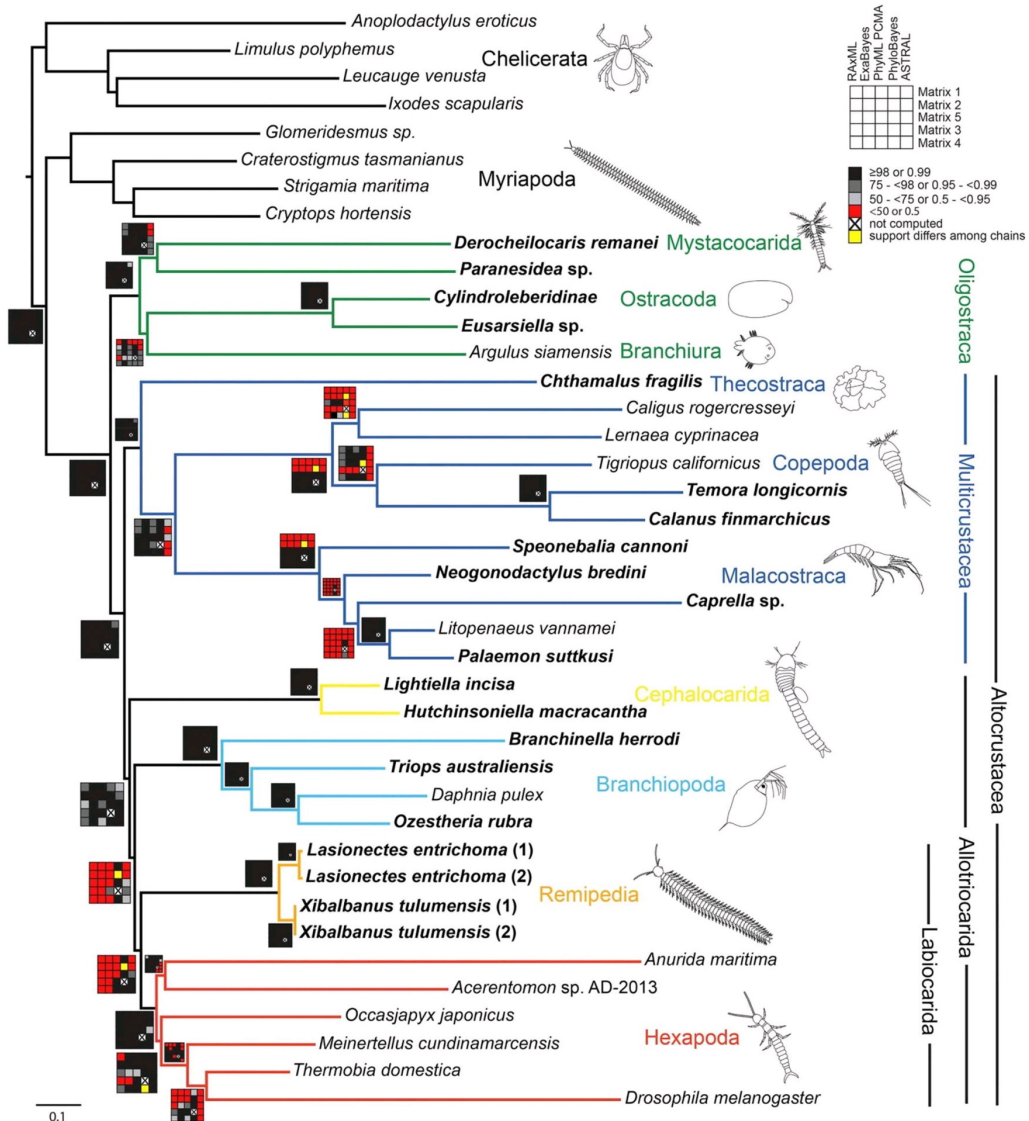 Anoplodactylus eroticus
Limulus polyphemus
Chelicerata
Leucauge venusta
Ixodes scapularis
RAxML
ExaBayes
PhyML PCMA
PhyloBayes
ASTRAL
Matrix 1
Matrix 2
Matrix 5
Matrix 3
Matrix 4
≥98 or 0.99
75 - <98 or 0.95 - <0.99
50 - <75 or 0.5 - <0.95
<50 or 0.5
not computed
support differs among chains
Glomeridesmus sp.
Craterostigmus tasmanianus
Myriapoda
Strigamia maritima
Cryptops hortensis
Derocheilocaris remanei Mystacocarida
Paranesidea sp.
Cylindroleberidinae Ostracoda
Eusarsiella sp.
Argulus siamensis Branchiura
Oligostraca
Chthamalus fragilis Thecostraca
Caligus rogercresseyi
Lernaea cyprinacea
Tigriopus californicus Copepoda
Temora longicornis
Calanus finmarchicus
Multicrustacea
Speonebalia cannoni
Neogonodactylus bredini Malacostraca
Caprella sp.
Litopenaeus vannamei
Palaemon suttkusi
Lightiella incisa Cephalocarida
Hutchinsoniella macracantha
Altocrustacea
Branchinella herrodi
Triops australiensis Branchiopoda
Daphnia pulex
Ozestheria rubra
Allotriocarida
Lasionectes entrichoma (1)
Lasionectes entrichoma (2) Remipedia
Xibalbanus tulumensis (1)
Xibalbanus tulumensis (2)
Labiocarida
Anurida maritima
Acerentomon sp. AD-2013
Occasjapyx japonicus
Meinertellus cundinamarcensis Hexapoda
Thermobia domestica
Drosophila melanogaster
0.1